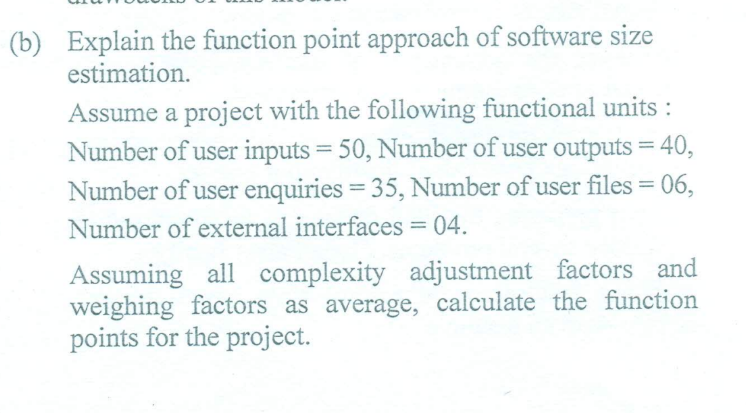 (b) Explain the function point approach of software size
estimation.
Assume a project with the following functional units :
Number of user inputs = 50, Number of user outputs = 40,
Number of user enquiries = 35, Number of user files = 06,
Number of external interfaces = 04.
Assuming all complexity adjustment factors and
weighing factors as average, calculate the function
points for the project.